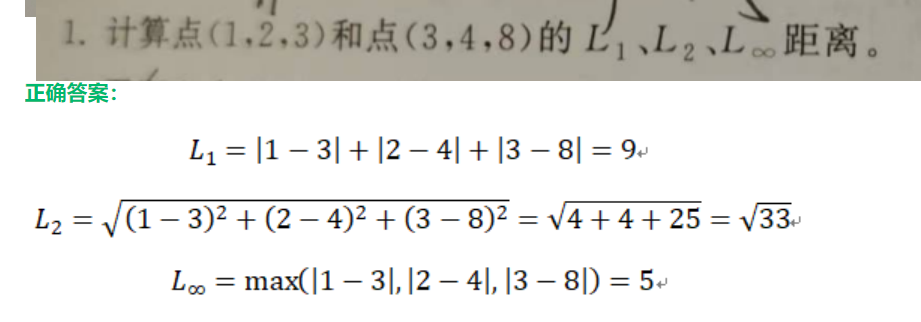 1. 计算点(1,2,3)和点(3,4,8)的 L₁、L₂、L∞ 距离。
正确答案：
L₁ = |1 − 3| + |2 − 4| + |3 − 8| = 9
L₂ = √((1 − 3)² + (2 − 4)² + (3 − 8)²) = √(4 + 4 + 25) = √33
L∞ = max(|1 − 3|, |2 − 4|, |3 − 8|) = 5